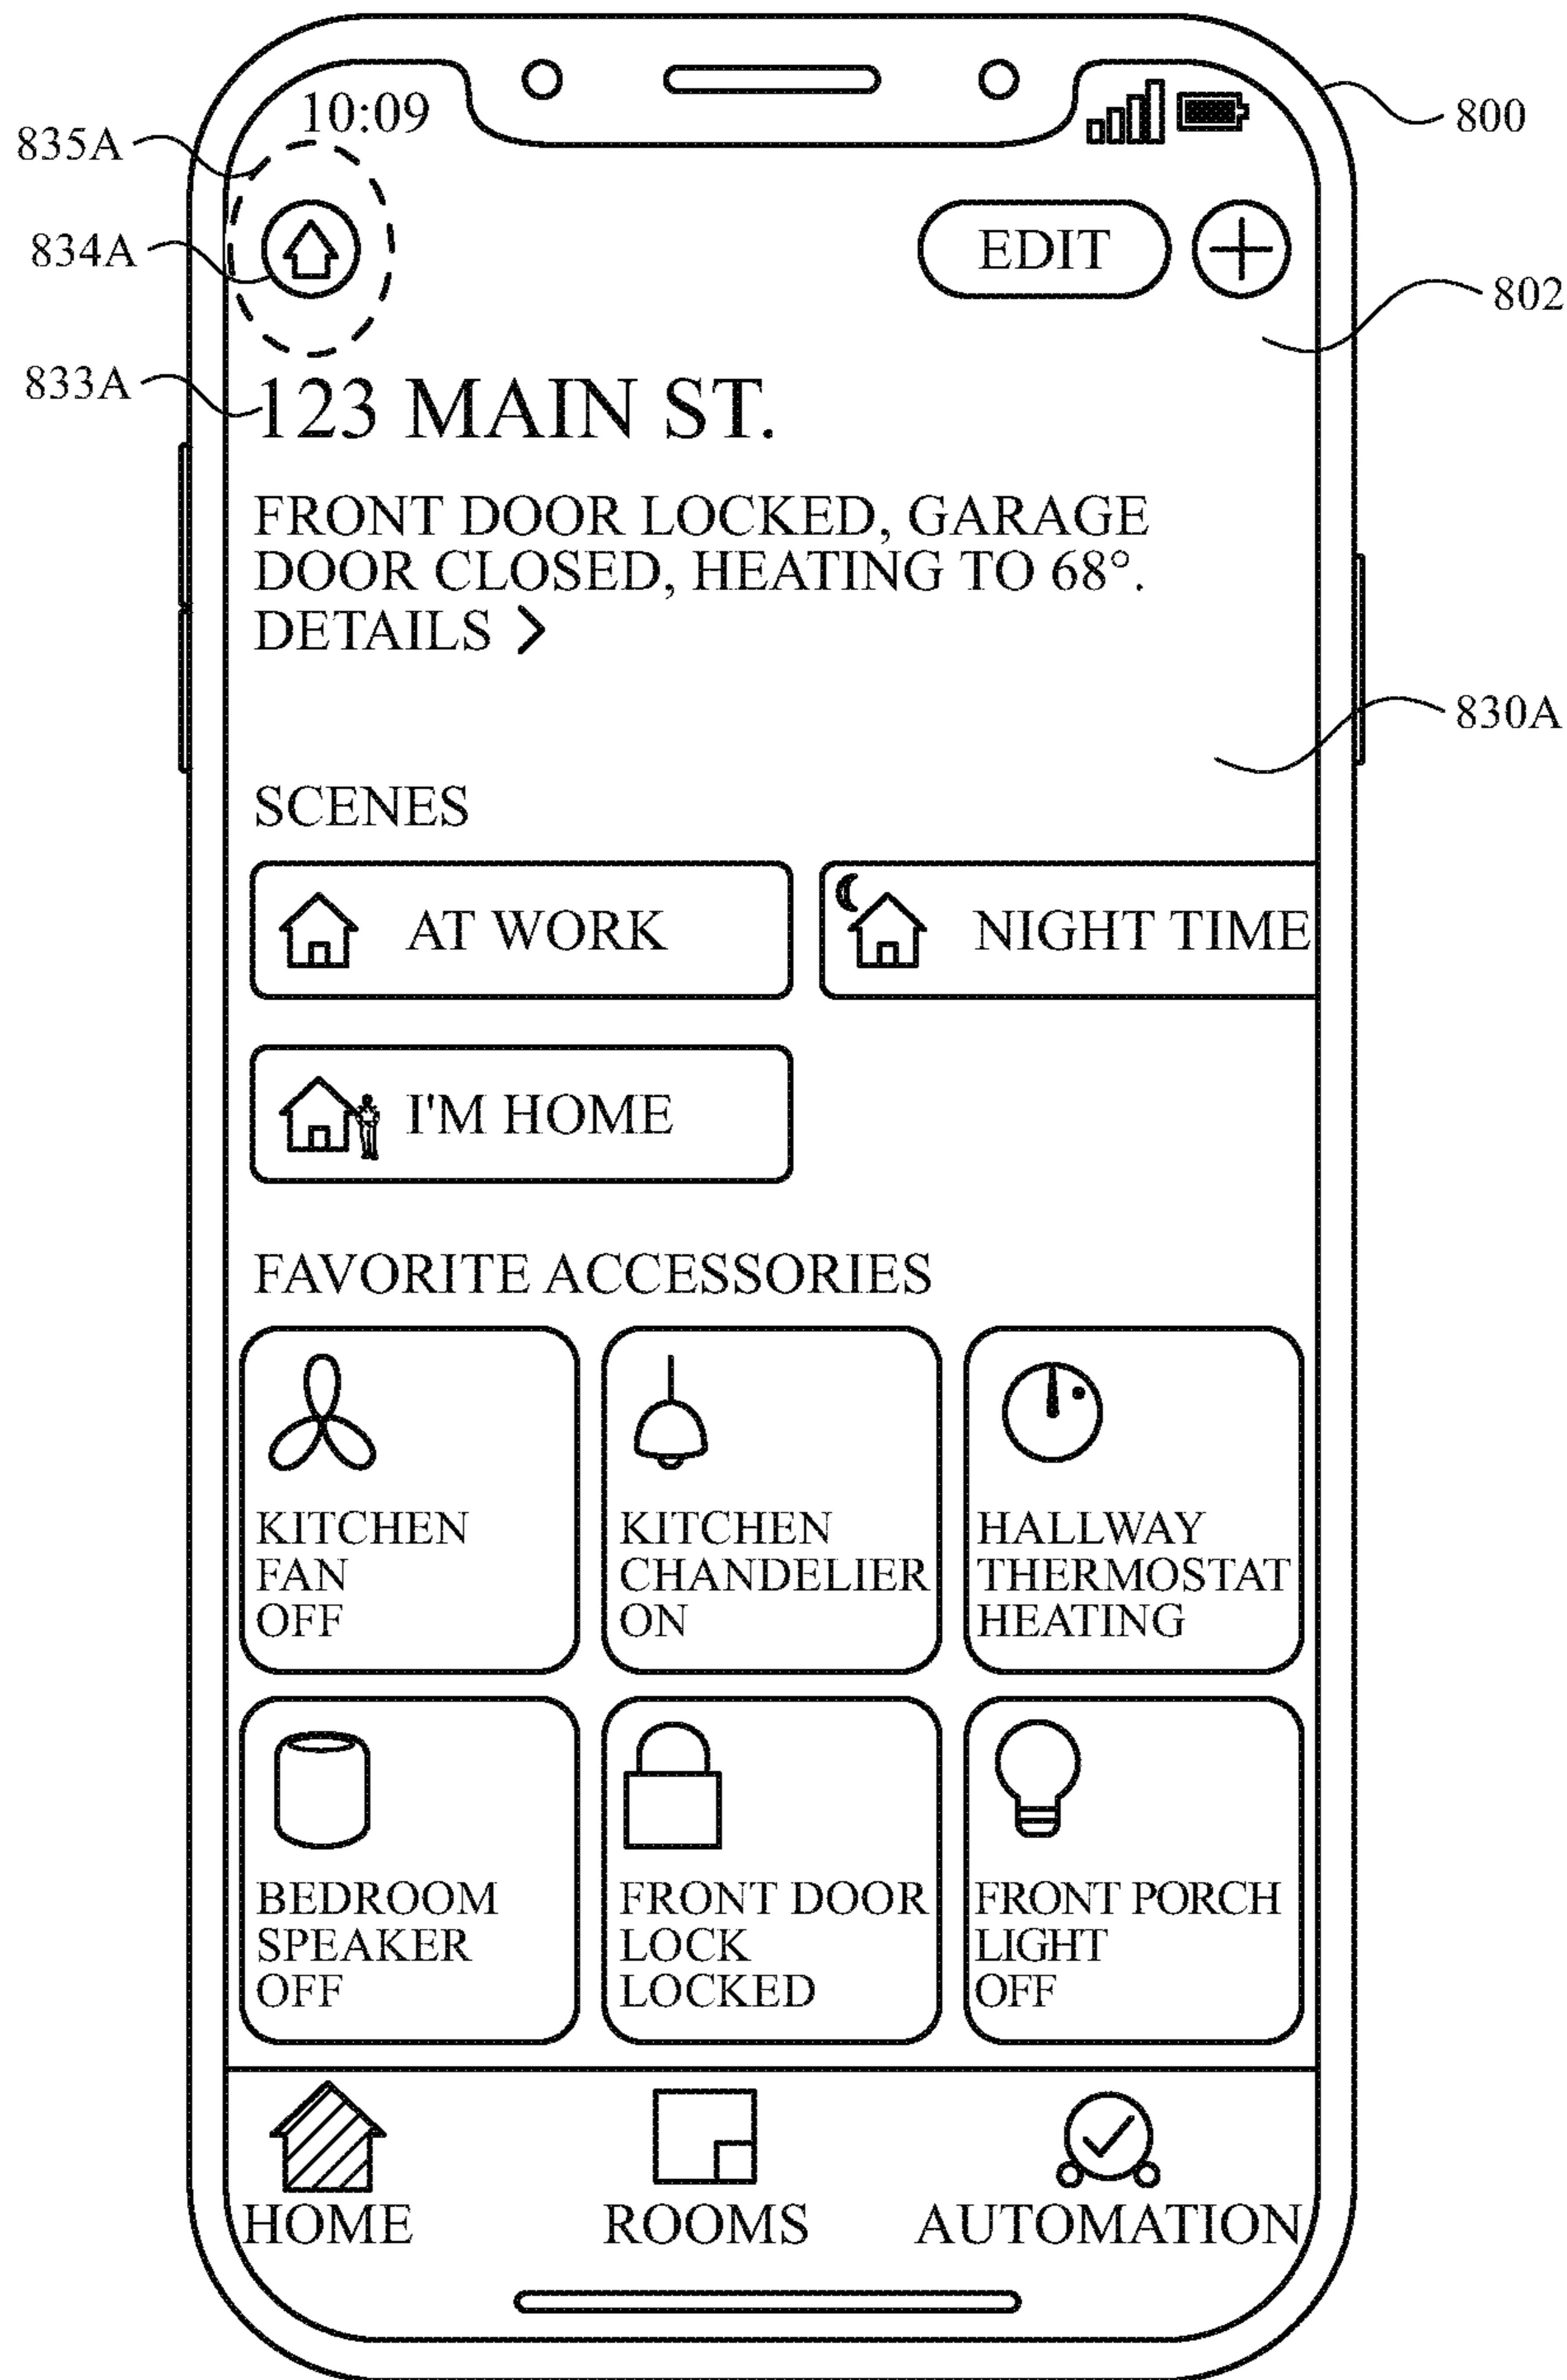 10:09
800
835A
834A
EDIT
802
833A
123 MAIN ST.
FRONT DOOR LOCKED, GARAGE
DOOR CLOSED, HEATING TO 68°.
DETAILS >
830A
SCENES
AT WORK
NIGHT TIME
I'M HOME
FAVORITE ACCESSORIES
KITCHEN
FAN
OFF
KITCHEN
CHANDELIER
ON
HALLWAY
THERMOSTAT
HEATING
BEDROOM
SPEAKER
OFF
FRONT DOOR
LOCK
LOCKED
FRONT PORCH
LIGHT
OFF
HOME
ROOMS
AUTOMATION